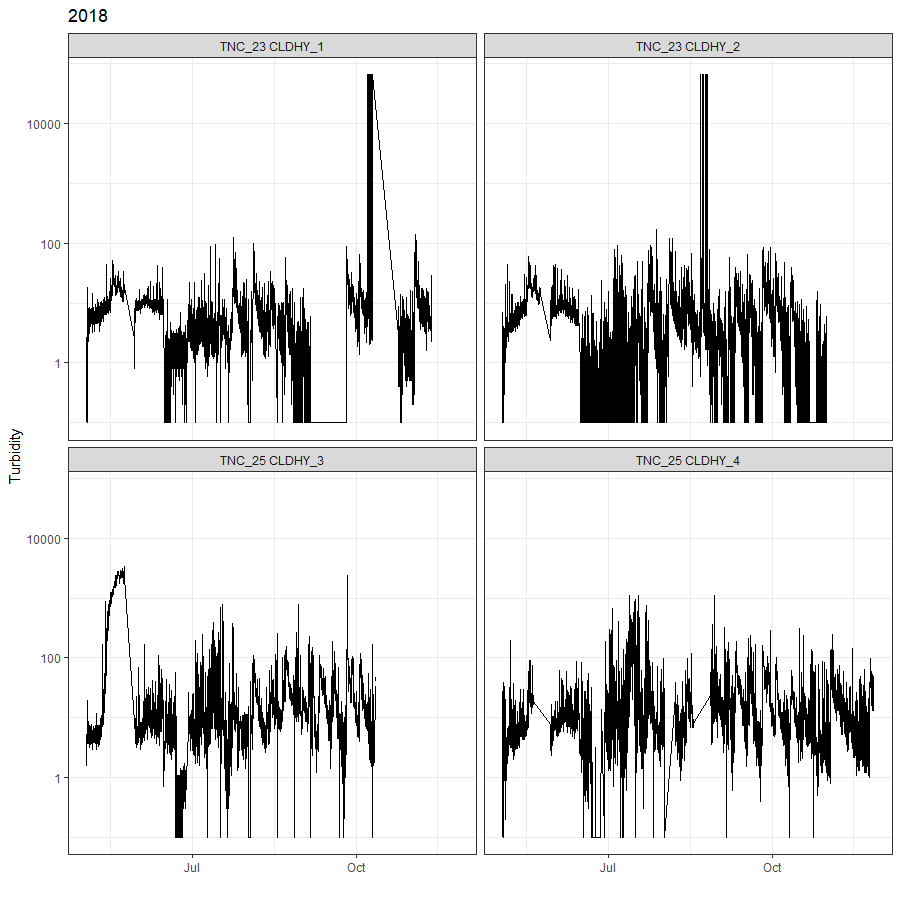 2018
TNC_23 CLDHY_1
TNC_23 CLDHY_2
10000
100
1
Turbidity
TNC_25 CLDHY_3
TNC_25 CLDHY_4
10000
100
1
Jul
Oct
Jul
Oct